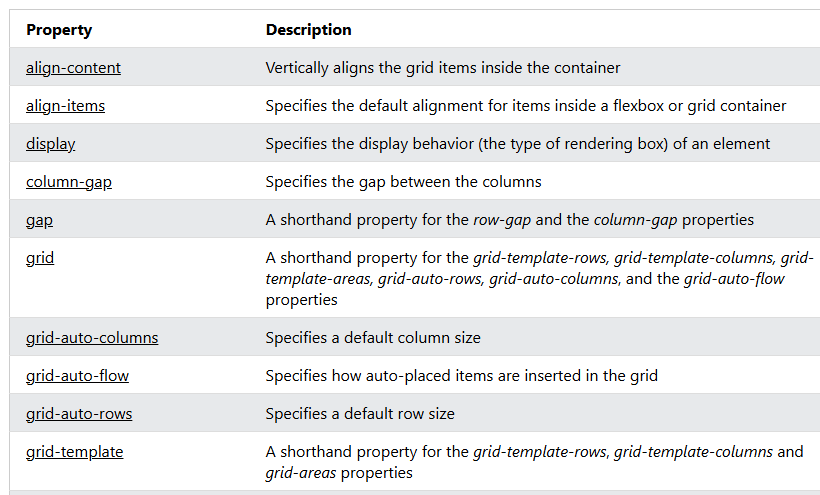 Property Description
align-content Vertically aligns the grid items inside the container
align-items Specifies the default alignment for items inside a flexbox or grid container
display Specifies the display behavior (the type of rendering box) of an element
column-gap Specifies the gap between the columns
gap A shorthand property for the row-gap and the column-gap properties
grid A shorthand property for the grid-template-rows, grid-template-columns, grid-
template-areas, grid-auto-rows, grid-auto-columns, and the grid-auto-flow
properties
grid-auto-columns Specifies a default column size
grid-auto-flow Specifies how auto-placed items are inserted in the grid
grid-auto-rows Specifies a default row size
grid-template A shorthand property for the grid-template-rows, grid-template-columns and
grid-areas properties